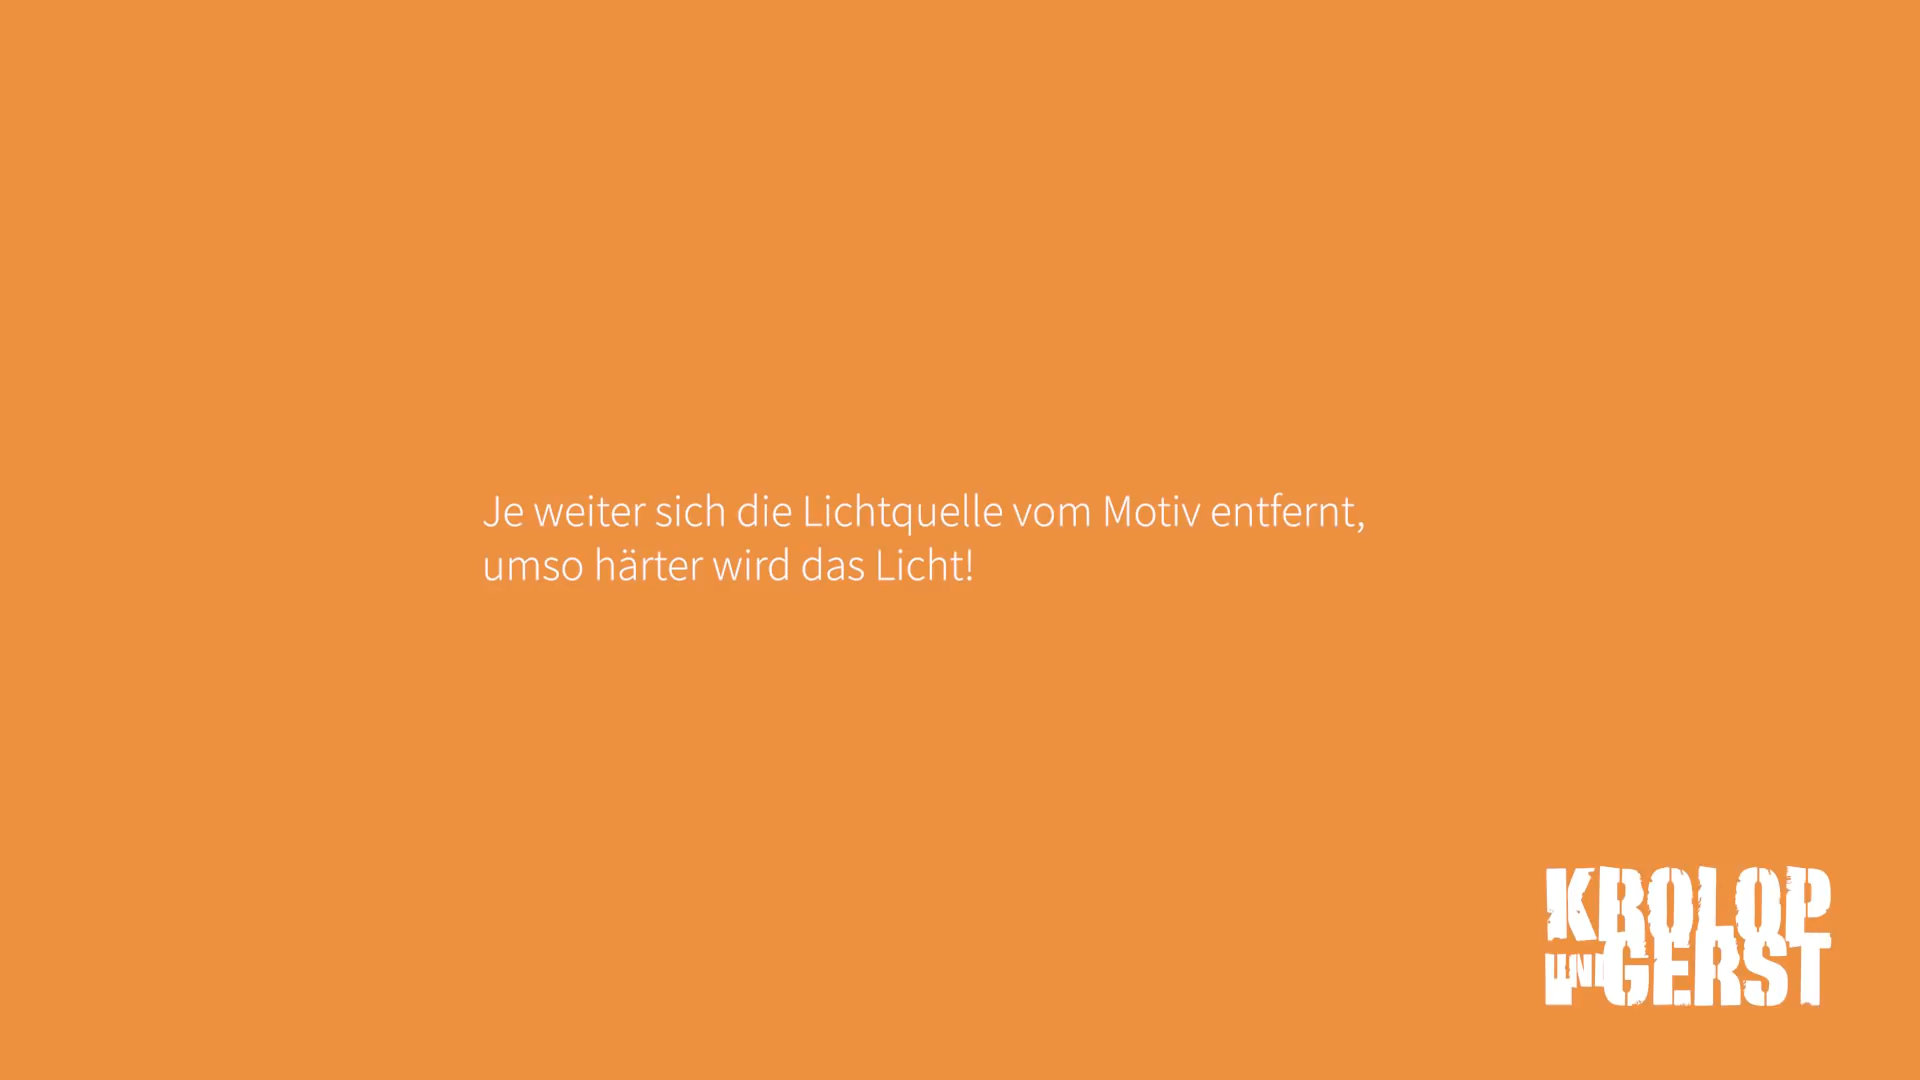 Je weiter sich die Lichtquelle vom Motiv entfernt,
umso härter wird das Licht!
KROLOP
UND GERST